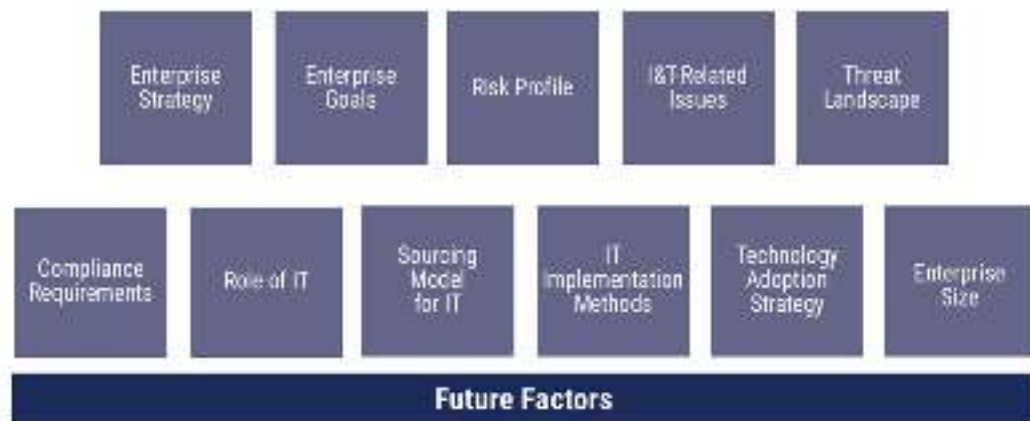 Enterprise
Strategy
Enterprise
Goals
Risk Profile
I&T-Related
Issues
Threat
Landscape
Compliance
Requirements
Role of IT
Sourcing
Model
for IT
IT
Implementation
Methods
Technology
Adoption
Strategy
Enterprise
Size
Future Factors